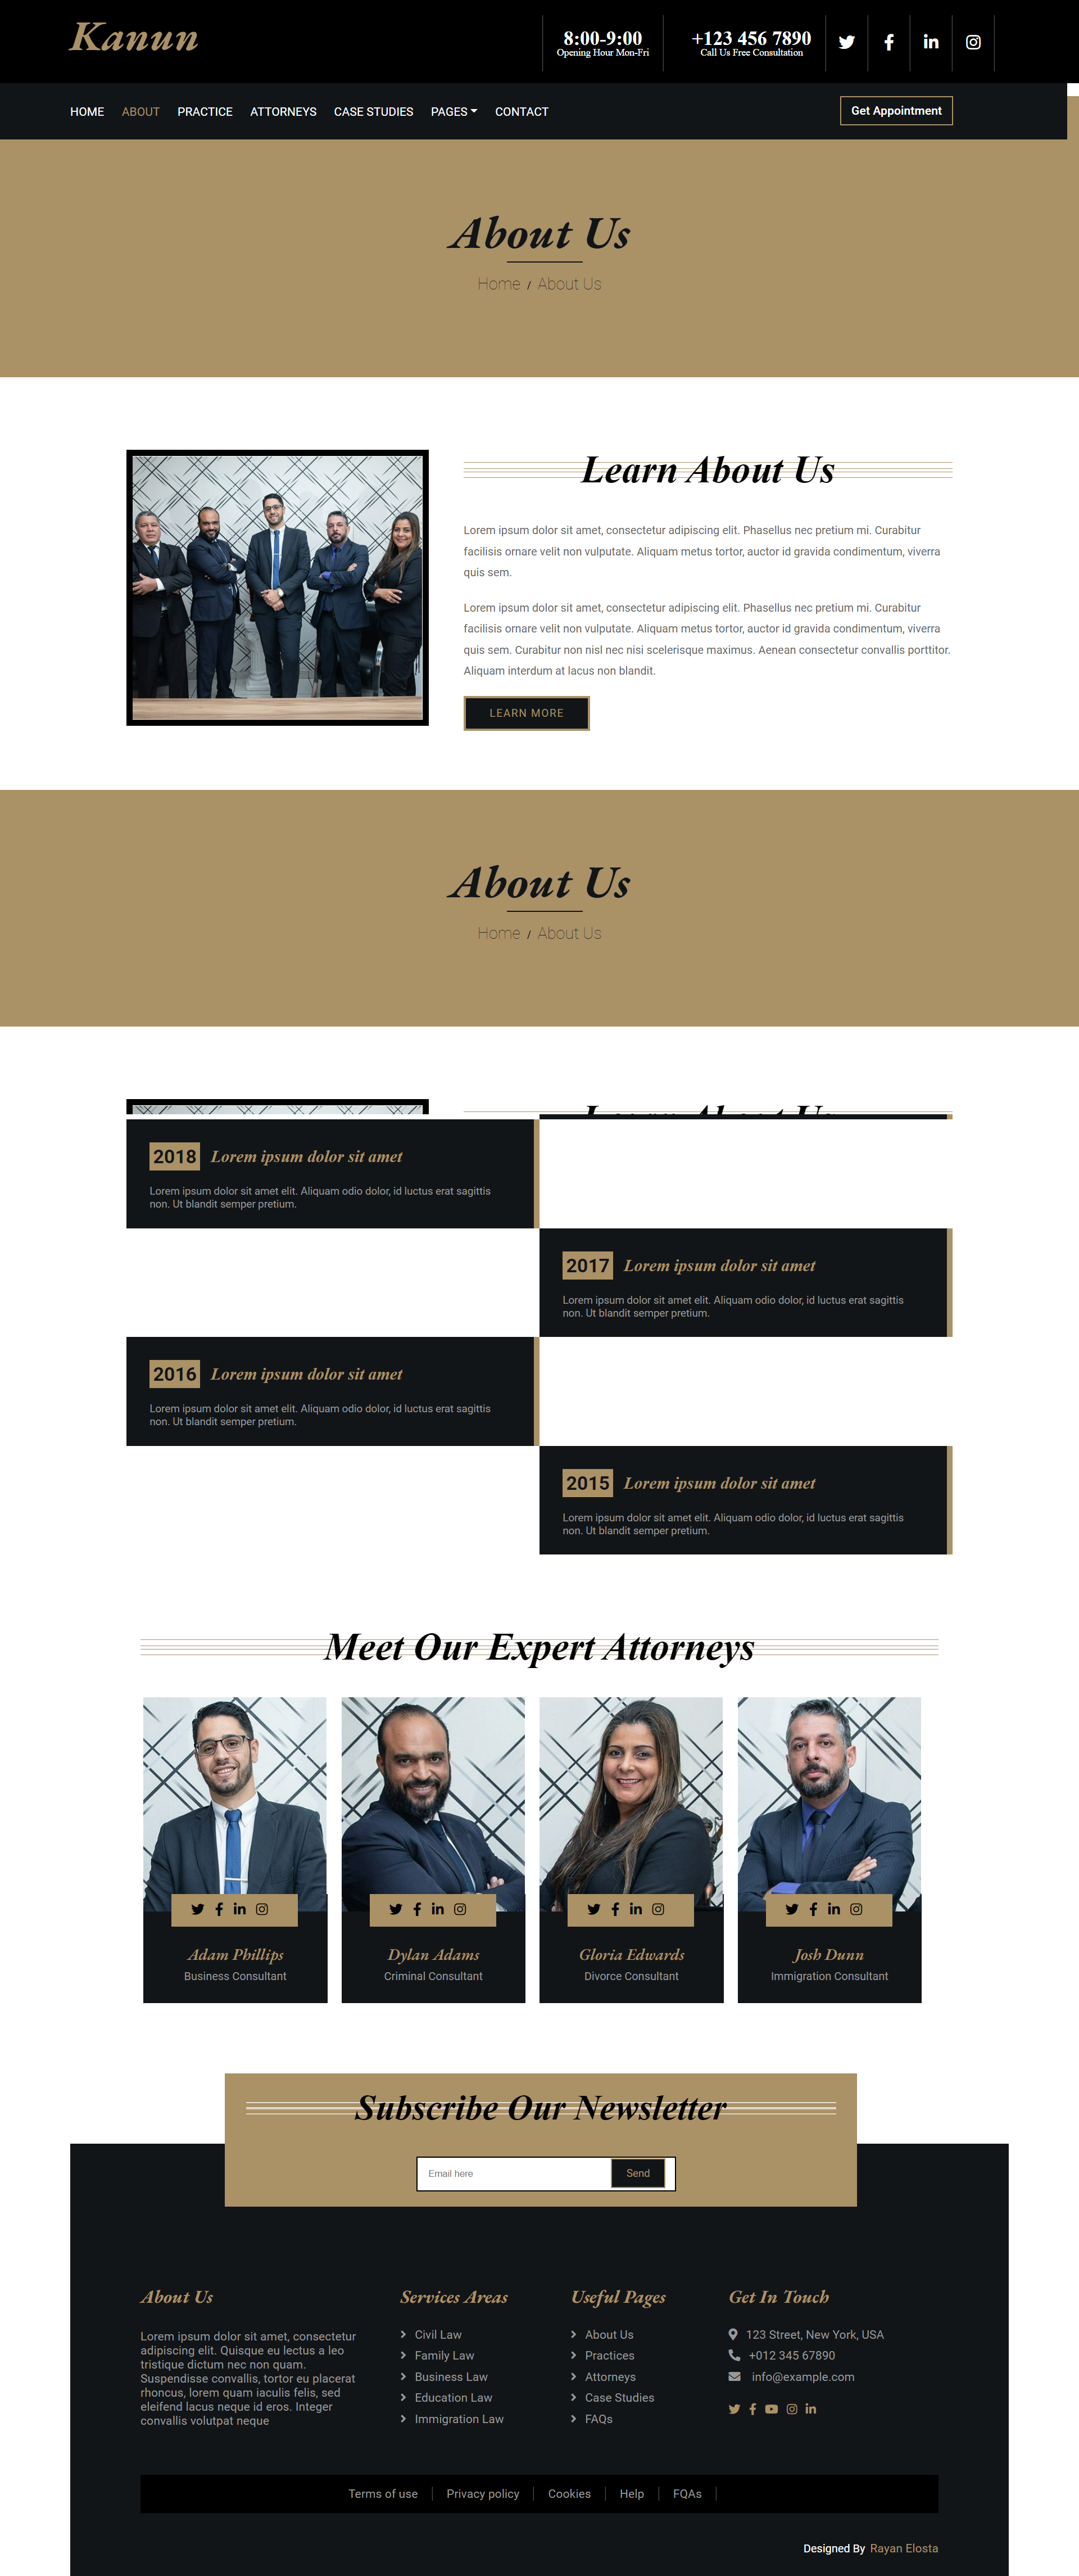 Kanun
8:00-9:00
Opening Hour Mon-Fri
+123 456 7890
Call Us Free Consultation
HOME ABOUT PRACTICE ATTORNEYS CASE STUDIES PAGES CONTACT
Get Appointment
About Us
Home / About Us
Learn About Us
Lorem ipsum dolor sit amet, consectetur adipiscing elit. Phasellus nec pretium mi. Curabitur
facilisis ornare velit non vulputate. Aliquam metus tortor, auctor id gravida condimentum, viverra
quis sem.
Lorem ipsum dolor sit amet, consectetur adipiscing elit. Phasellus nec pretium mi. Curabitur
facilisis ornare velit non vulputate. Aliquam metus tortor, auctor id gravida condimentum, viverra
quis sem. Curabitur non nisl nec nisi scelerisque maximus. Aenean consectetur convallis porttitor.
Aliquam interdum at lacus non blandit.
LEARN MORE
About Us
Home / About Us
Learn About Us
2018 Lorem ipsum dolor sit amet
Lorem ipsum dolor sit amet elit. Aliquam odio dolor, id luctus erat sagittis
non. Ut blandit semper pretium.
2017 Lorem ipsum dolor sit amet
Lorem ipsum dolor sit amet elit. Aliquam odio dolor, id luctus erat sagittis
non. Ut blandit semper pretium.
2016 Lorem ipsum dolor sit amet
Lorem ipsum dolor sit amet elit. Aliquam odio dolor, id luctus erat sagittis
non. Ut blandit semper pretium.
2015 Lorem ipsum dolor sit amet
Lorem ipsum dolor sit amet elit. Aliquam odio dolor, id luctus erat sagittis
non. Ut blandit semper pretium.
Meet Our Expert Attorneys
Adam Phillips
Business Consultant
Dylan Adams
Criminal Consultant
Gloria Edwards
Divorce Consultant
Josh Dunn
Immigration Consultant
Subscribe Our Newsletter
Email here
Send
About Us
Lorem ipsum dolor sit amet, consectetur
adipiscing elit. Quisque eu lectus a leo
tristique dictum nec non quam.
Suspendisse convallis, tortor eu placerat
rhoncus, lorem quam iaculis felis, sed
eleifend lacus neque id eros. Integer
convallis volutpat neque
Services Areas
Civil Law
Family Law
Business Law
Education Law
Immigration Law
Useful Pages
About Us
Practices
Attorneys
Case Studies
FAQs
Get In Touch
123 Street, New York, USA
+012 345 67890
info@example.com
Terms of use
Privacy policy
Cookies
Help
FQAs
Designed By Rayan Elosta